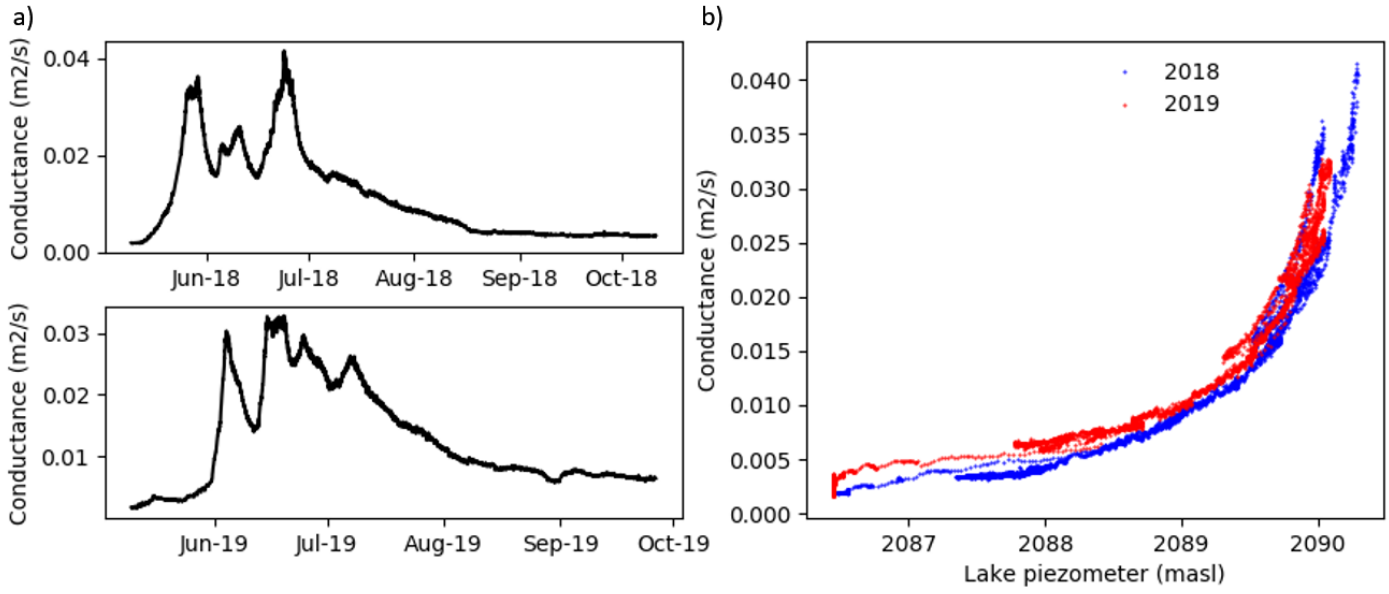 a)
Conductance (m2/s)
0.04
0.02
0.00
Jun-18 Jul-18 Aug-18 Sep-18 Oct-18
Conductance (m2/s)
0.03
0.02
0.01
Jun-19 Jul-19 Aug-19 Sep-19 Oct-19
b)
2018
2019
Conductance (m2/s)
0.040
0.035
0.030
0.025
0.020
0.015
0.010
0.005
0.000
2087 2088 2089 2090
Lake piezometer (masl)